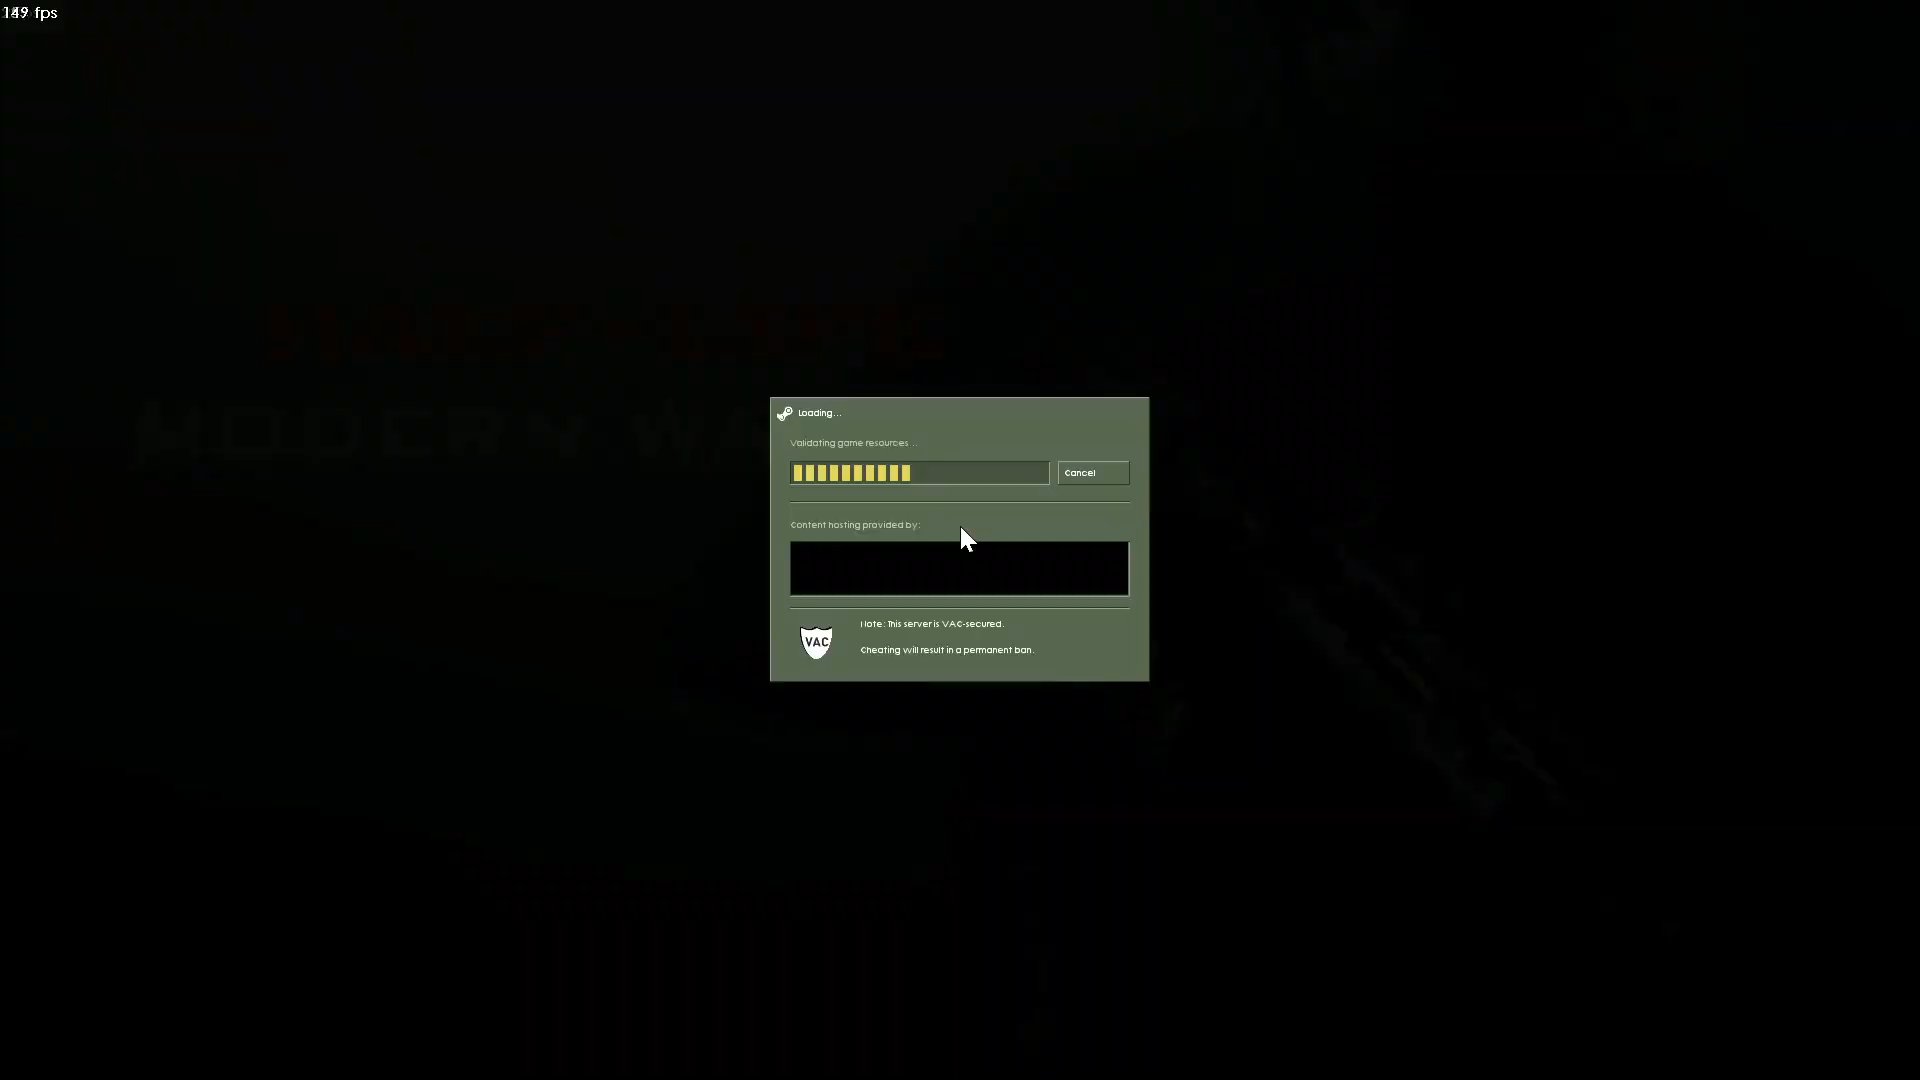 149 fps
Loading...
Validating game resources ...
Cancel
Content hosting provided by:
Note: This server is VAC-secured.
VAC
Cheating will result in a permanent ban.